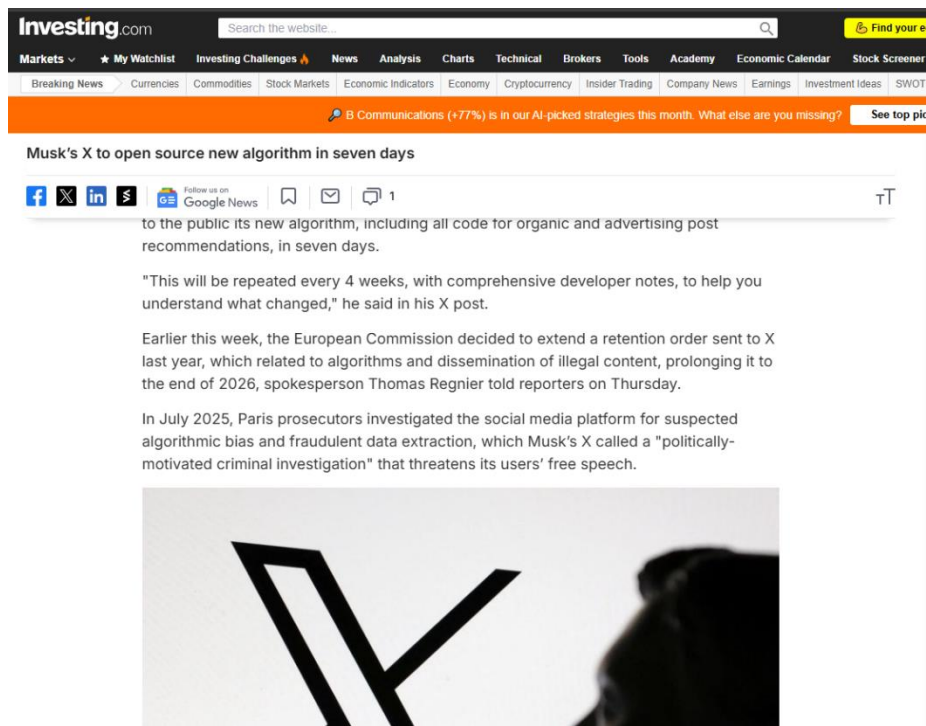 Investing.com
Search the website...
Find your e
Markets
My Watchlist
Investing Challenges
News
Analysis
Charts
Technical
Brokers
Tools
Academy
Economic Calendar
Stock Screener
Breaking News
Currencies
Commodities
Stock Markets
Economic Indicators
Economy
Cryptocurrency
Insider Trading
Company News
Earnings
Investment Ideas
SWOT
B Communications (+77%) is in our AI-picked strategies this month. What else are you missing?
See top pic
Musk’s X to open source new algorithm in seven days
Follow us on
Google News
1
TT
to the public its new algorithm, including all code for organic and advertising post
recommendations, in seven days.
"This will be repeated every 4 weeks, with comprehensive developer notes, to help you
understand what changed," he said in his X post.
Earlier this week, the European Commission decided to extend a retention order sent to X
last year, which related to algorithms and dissemination of illegal content, prolonging it to
the end of 2026, spokesperson Thomas Regnier told reporters on Thursday.
In July 2025, Paris prosecutors investigated the social media platform for suspected
algorithmic bias and fraudulent data extraction, which Musk’s X called a "politically-
motivated criminal investigation" that threatens its users’ free speech.